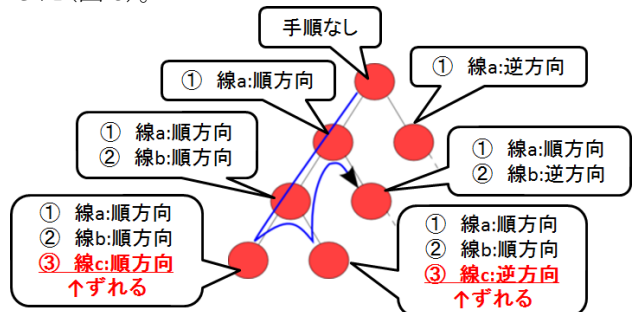 手順なし
① 線a:順方向
① 線a:逆方向
① 線a:順方向
② 線b:順方向
① 線a:順方向
② 線b:逆方向
① 線a:順方向
② 線b:順方向
③ 線c:順方向
↑ずれる
① 線a:順方向
② 線b:順方向
③ 線c:逆方向
↑ずれる